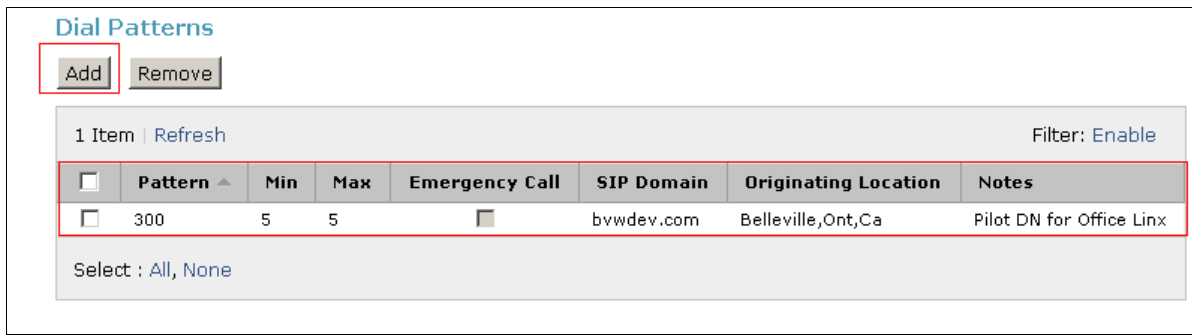 Dial Patterns
Add Remove
1 Item | Refresh Filter: Enable
Pattern Min Max Emergency Call SIP Domain Originating Location Notes
300 5 5 bvwdev.com Belleville,Ont,Ca Pilot DN for Office Linx
Select : All, None